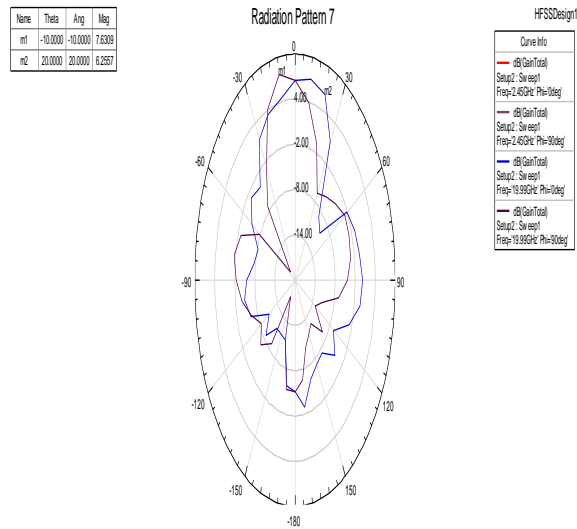 Radiation Pattern 7
HFSSDesign1
Name Theta Ang Mag
m1 -10.0000 -10.0000 7.6309
m2 20.0000 20.0000 6.2557
Curve Info
dB(GainTotal)
Setup2 : Sweep1
Freq='2.45GHz' Phi='0deg'
dB(GainTotal)
Setup2 : Sweep1
Freq='2.45GHz' Phi='90deg'
dB(GainTotal)
Setup2 : Sweep1
Freq='19.99GHz' Phi='0deg'
dB(GainTotal)
Setup2 : Sweep1
Freq='19.99GHz' Phi='90deg'
0
-30
m1
30
m2
4.00
-2.00
-60
60
-8.00
-14.00
-90
90
-120
120
-150
150
-180